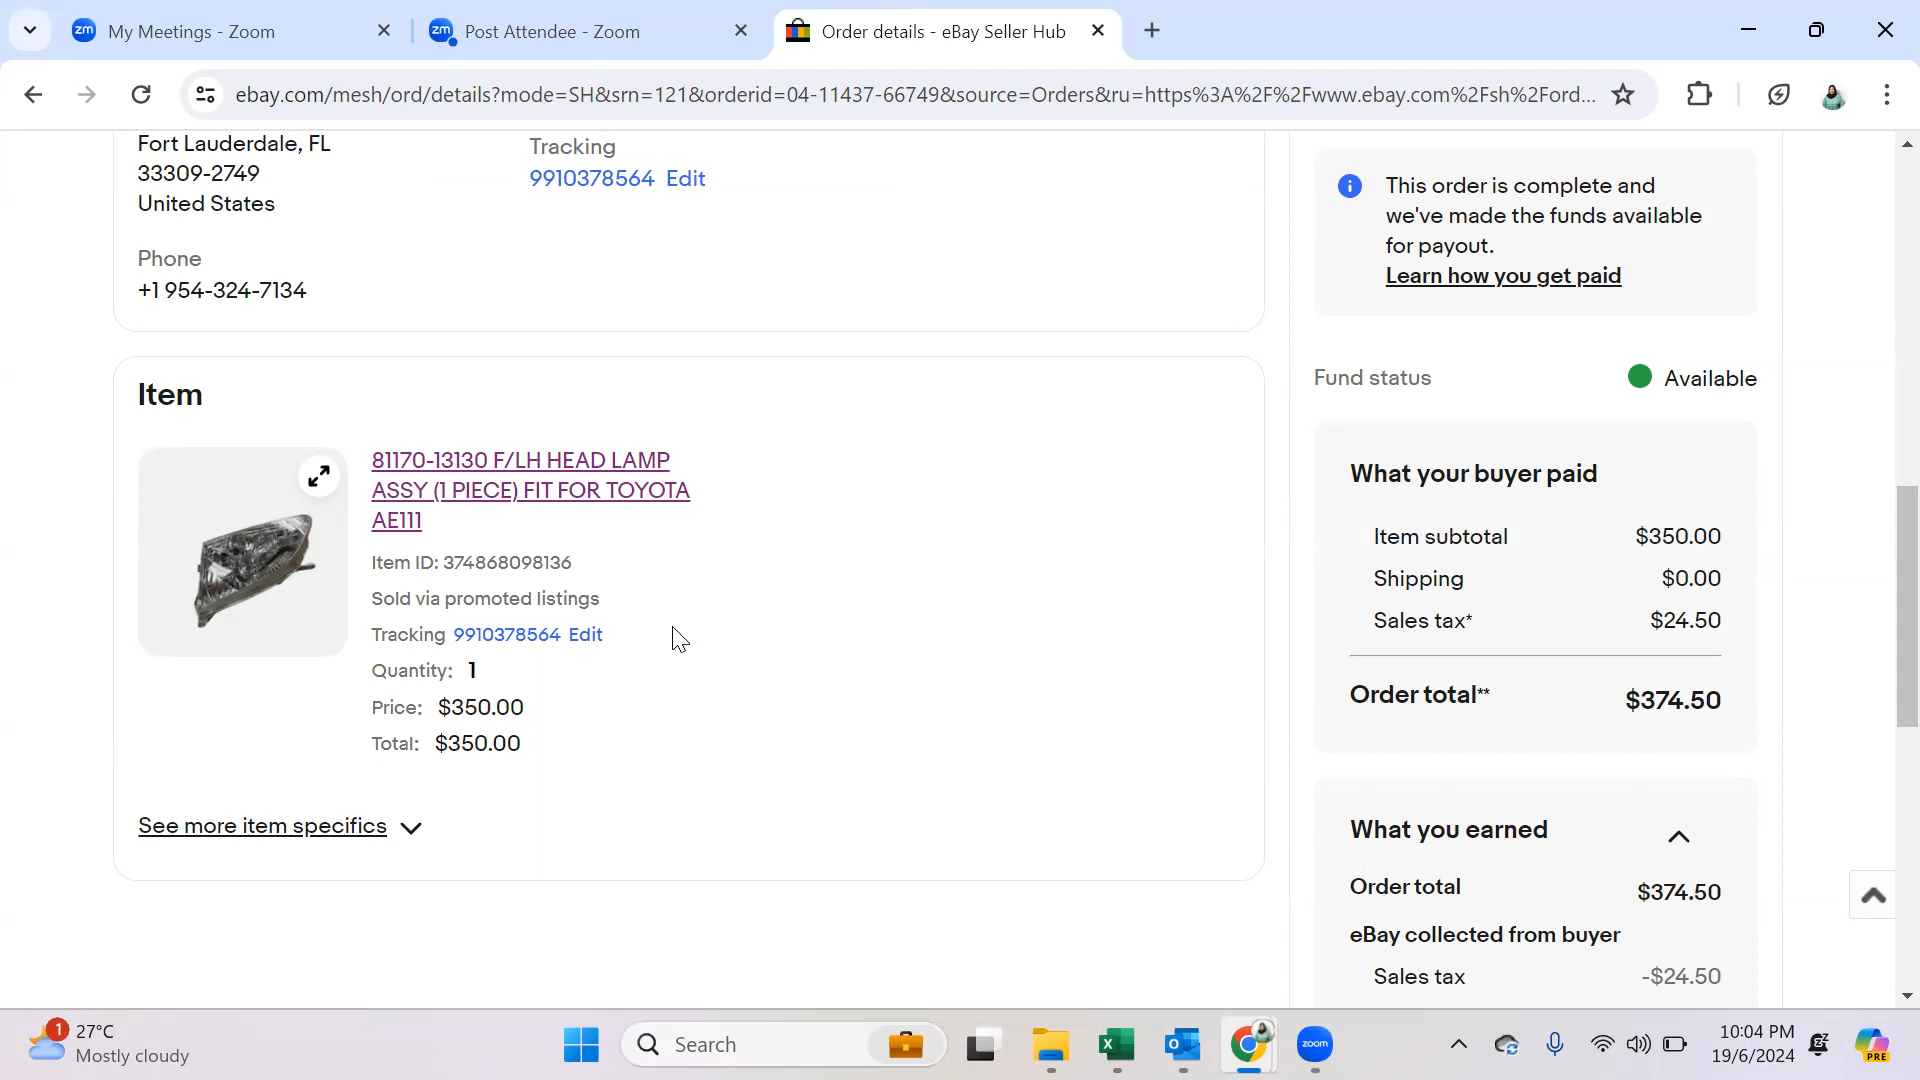 My Meetings - Zoom
Post Attendee - Zoom
Order details - eBay Seller Hub
ebay.com/mesh/ord/details?mode=SH&srn=121&orderid=04-11437-66749&source=Orders&ru=https%3A%2F%2Fwww.ebay.com%2Fsh%2Ford...
Fort Lauderdale, FL
33309-2749
United States
Phone
+1 954-324-7134
Tracking
9910378564 Edit
Item
81170-13130 F/LH HEAD LAMP
ASSY (1 PIECE) FIT FOR TOYOTA
AE111
Item ID: 374868098136
Sold via promoted listings
Tracking 9910378564 Edit
Quantity: 1
Price: $350.00
Total: $350.00
See more item specifics
This order is complete and
we've made the funds available
for payout.
Learn how you get paid
Fund status
Available
What your buyer paid
Item subtotal $350.00
Shipping $0.00
Sales tax* $24.50
Order total** $374.50
What you earned
Order total $374.50
eBay collected from buyer
Sales tax -$24.50
1
27°C
Mostly cloudy
Search
zoom
10:04 PM
19/6/2024
PRE